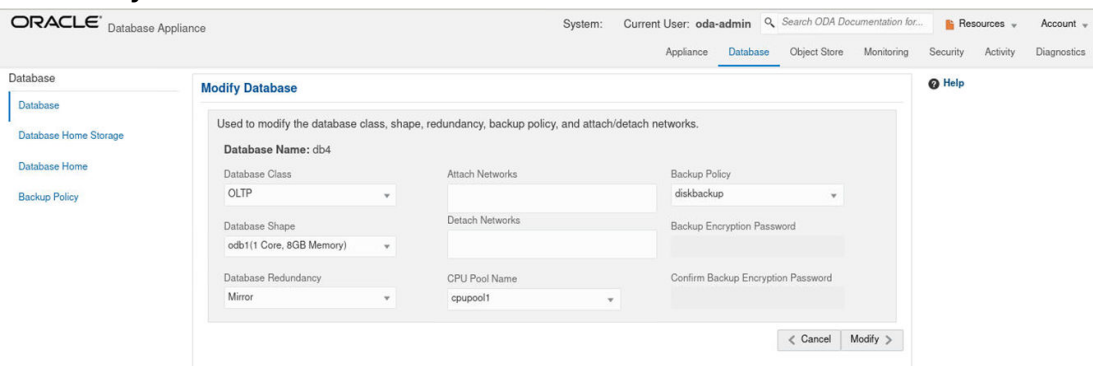 ORACLE Database Appliance
System: Current User: oda-admin Search ODA Documentation for... Resources Account
Appliance Database Object Store Monitoring Security Activity Diagnostics
Database
Database
Database Home Storage
Database Home
Backup Policy
Modify Database
Used to modify the database class, shape, redundancy, backup policy, and attach/detach networks.
Database Name: db4
Database Class
OLTP
Database Shape
odb1(1 Core, 8GB Memory)
Database Redundancy
Mirror
Attach Networks
Detach Networks
CPU Pool Name
cpupool1
Backup Policy
diskbackup
Backup Encryption Password
Confirm Backup Encryption Password
Cancel Modify
Help